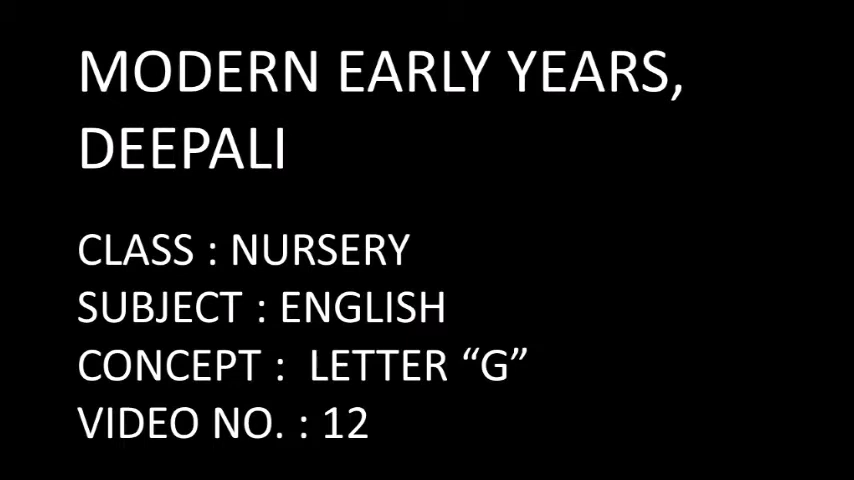 MODERN EARLY YEARS,
DEEPALI
CLASS : NURSERY
SUBJECT : ENGLISH
CONCEPT :  LETTER “G”
VIDEO NO. : 12